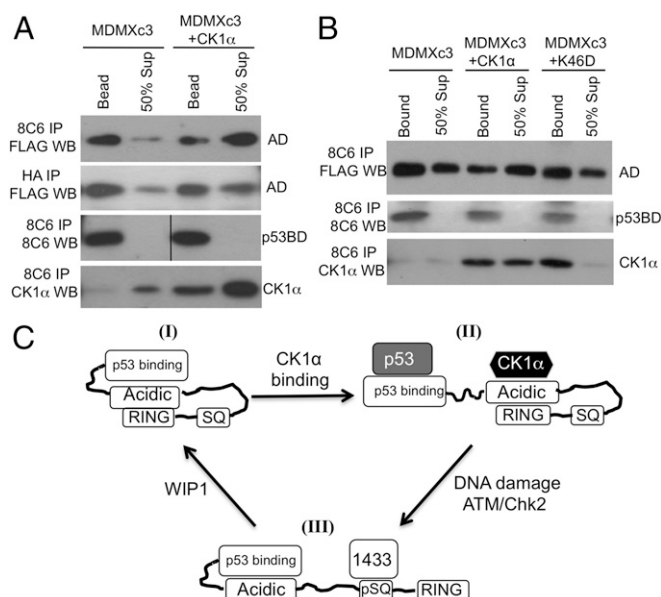 A
MDMXc3
MDMXc3
+CK1α
Bead
50% Sup
Bead
50% Sup
8C6 IP
FLAG WB
AD
HA IP
FLAG WB
AD
8C6 IP
8C6 WB
p53BD
8C6 IP
CK1α WB
CK1α
B
MDMXc3
MDMXc3
+CK1α
MDMXc3
+K46D
Bound
50% Sup
Bound
50% Sup
Bound
50% Sup
8C6 IP
FLAG WB
AD
8C6 IP
8C6 WB
p53BD
8C6 IP
CK1α WB
CK1α
C
(I)
p53 binding
Acidic
RING
SQ
CK1α
binding
(II)
p53
CK1α
p53 binding
Acidic
RING
SQ
WIP1
DNA damage
ATM/Chk2
(III)
p53 binding
1433
Acidic
pSQ
RING